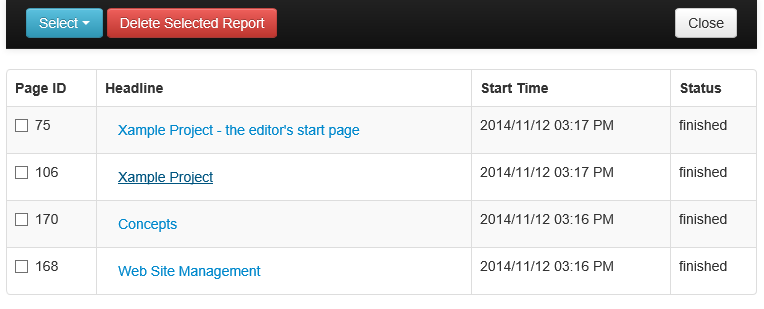 Select Delete Selected Report Close
Page ID Headline Start Time Status
75 Xample Project - the editor's start page 2014/11/12 03:17 PM finished
106 Xample Project 2014/11/12 03:17 PM finished
170 Concepts 2014/11/12 03:16 PM finished
168 Web Site Management 2014/11/12 03:16 PM finished